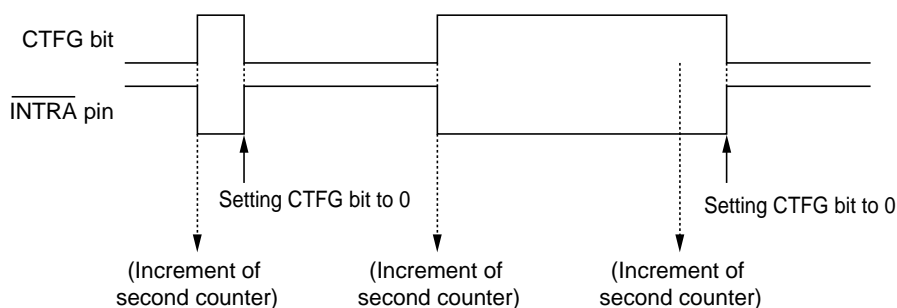 CTFG bit
INTRA pin
Setting CTFG bit to 0
Setting CTFG bit to 0
(Increment of
second counter)
(Increment of
second counter)
(Increment of
second counter)